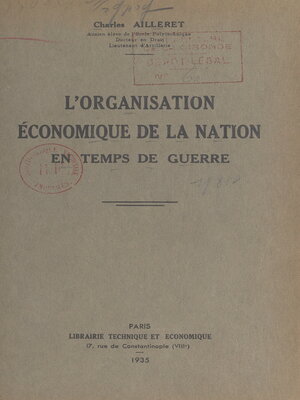 Charles AILLERET
Ancien élève de l'École Polytechnique
Docteur en Droit
Lieutenant d'Artillerie
L'ORGANISATION
ÉCONOMIQUE DE LA NATION
EN TEMPS DE GUERRE
PARIS
LIBRAIRIE TECHNIQUE ET ECONOMIQUE
17, rue de Constantinople (VIIIe)
1935